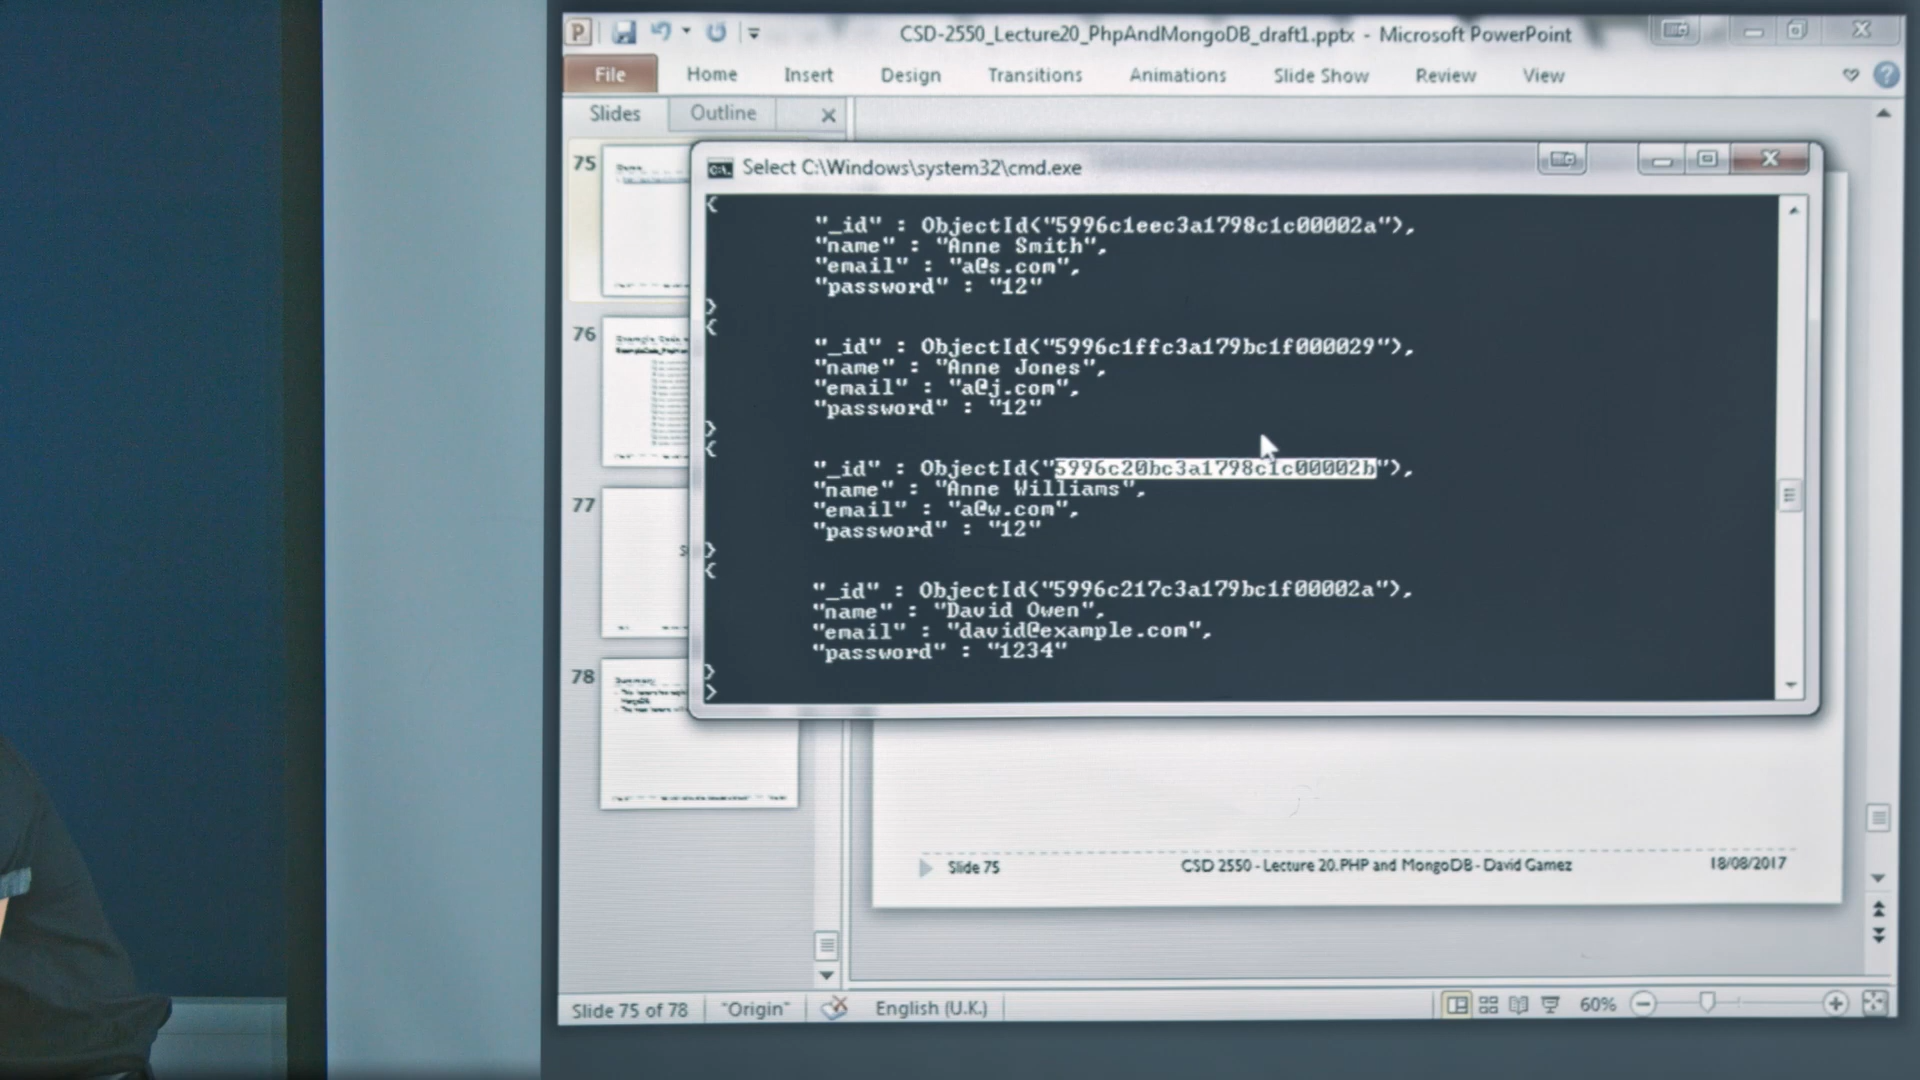 CSD-2550_Lecture20_PhpAndMongoDB_draft1.pptx - Microsoft PowerPoint
File Home Insert Design Transitions Animations Slide Show Review View
Slides Outline
75
Select C:\Windows\system32\cmd.exe
{
"_id" : ObjectId("5996c1eec3a1798c1c00002a"),
"name" : "Anne Smith",
"email" : "a@s.com",
"password" : "12"
}
{
"_id" : ObjectId("5996c1ffc3a179bc1f000029"),
"name" : "Anne Jones",
"email" : "a@j.com",
"password" : "12"
}
{
"_id" : ObjectId("5996c20bc3a1798c1c00002b"),
"name" : "Anne Williams",
"email" : "a@w.com",
"password" : "12"
}
{
"_id" : ObjectId("5996c217c3a179bc1f00002a"),
"name" : "David Owen",
"email" : "david@example.com",
"password" : "1234"
}
>
76
77
78
Summary
Slide 75 CSD 2550 - Lecture 20. PHP and MongoDB - David Gamez 18/08/2017
Slide 75 of 78 "Origin" English (U.K.) 60%